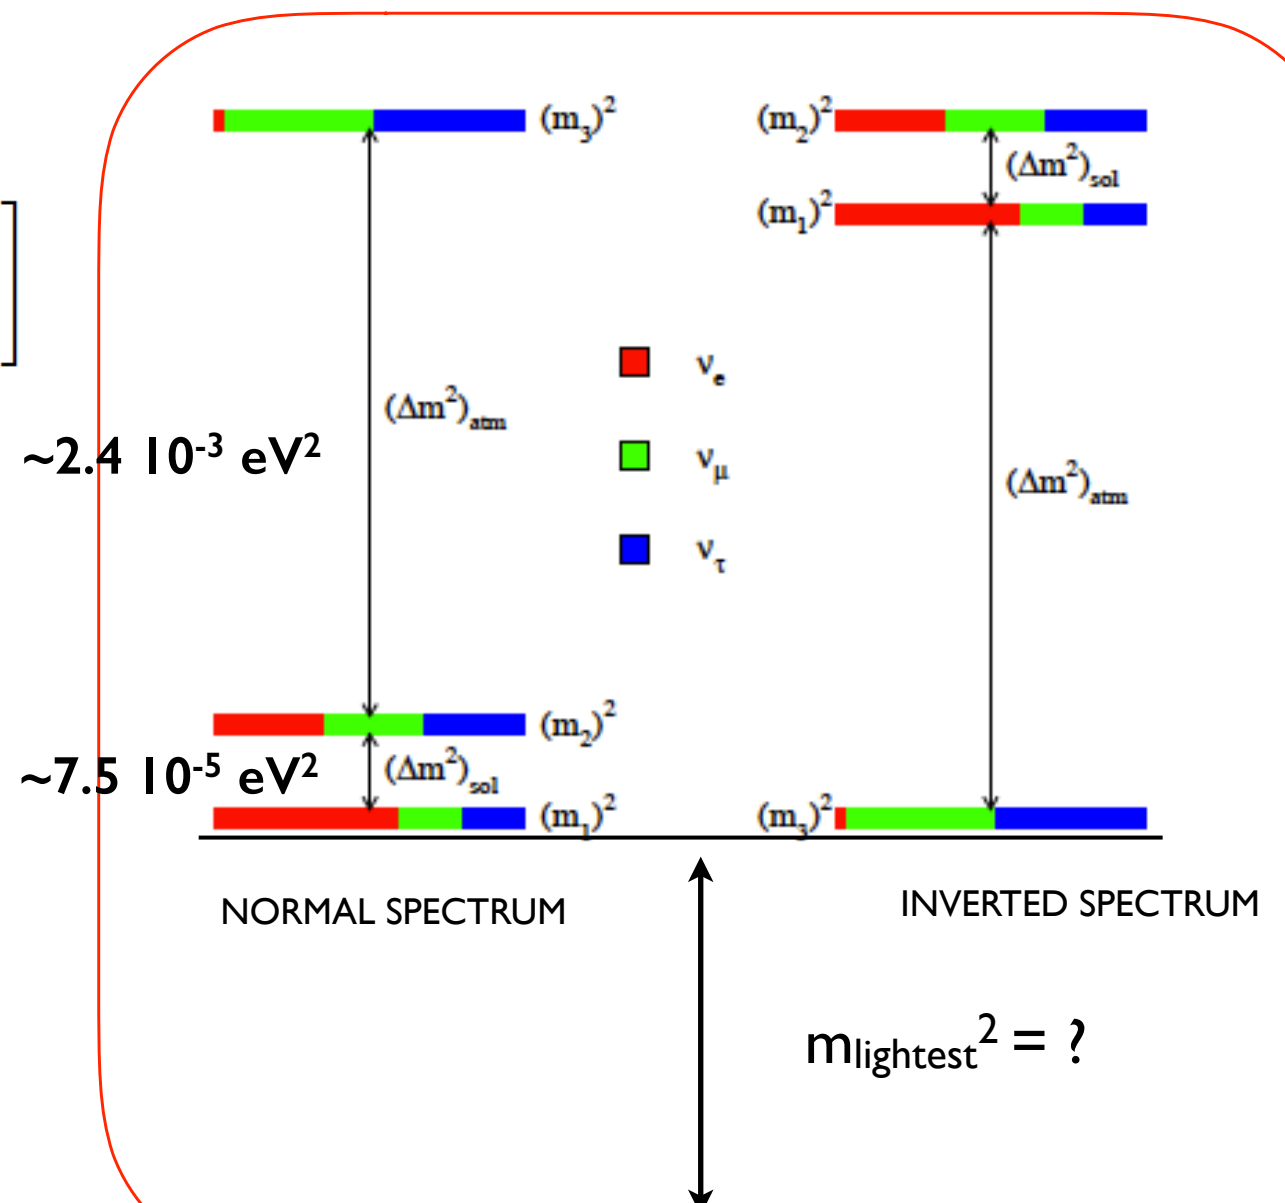 (m₃)²
(m₂)²
(Δm²)sol
(m₁)²
νe
(Δm²)atm
~2.4 10⁻³ eV²
νμ
(Δm²)atm
ντ
(m₂)²
~7.5 10⁻⁵ eV²
(Δm²)sol
(m₁)²
(m₃)²
NORMAL SPECTRUM
INVERTED SPECTRUM
mlightest² = ?